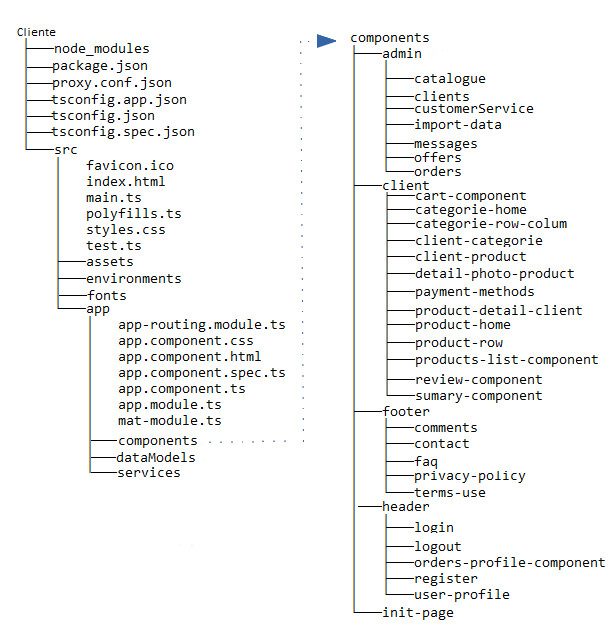 Cliente
node_modules
package.json
proxy.conf.json
tsconfig.app.json
tsconfig.json
tsconfig.spec.json
src
favicon.ico
index.html
main.ts
polyfills.ts
styles.css
test.ts
assets
environments
fonts
app
app-routing.module.ts
app.component.css
app.component.html
app.component.spec.ts
app.component.ts
app.module.ts
mat-module.ts
components
dataModels
services
components
admin
catalogue
clients
customerService
import-data
messages
offers
orders
client
cart-component
categorie-home
categorie-row-colum
client-categorie
client-product
detail-photo-product
payment-methods
product-detail-client
product-home
product-row
products-list-component
review-component
sumary-component
footer
comments
contact
faq
privacy-policy
terms-use
header
login
logout
orders-profile-component
register
user-profile
init-page